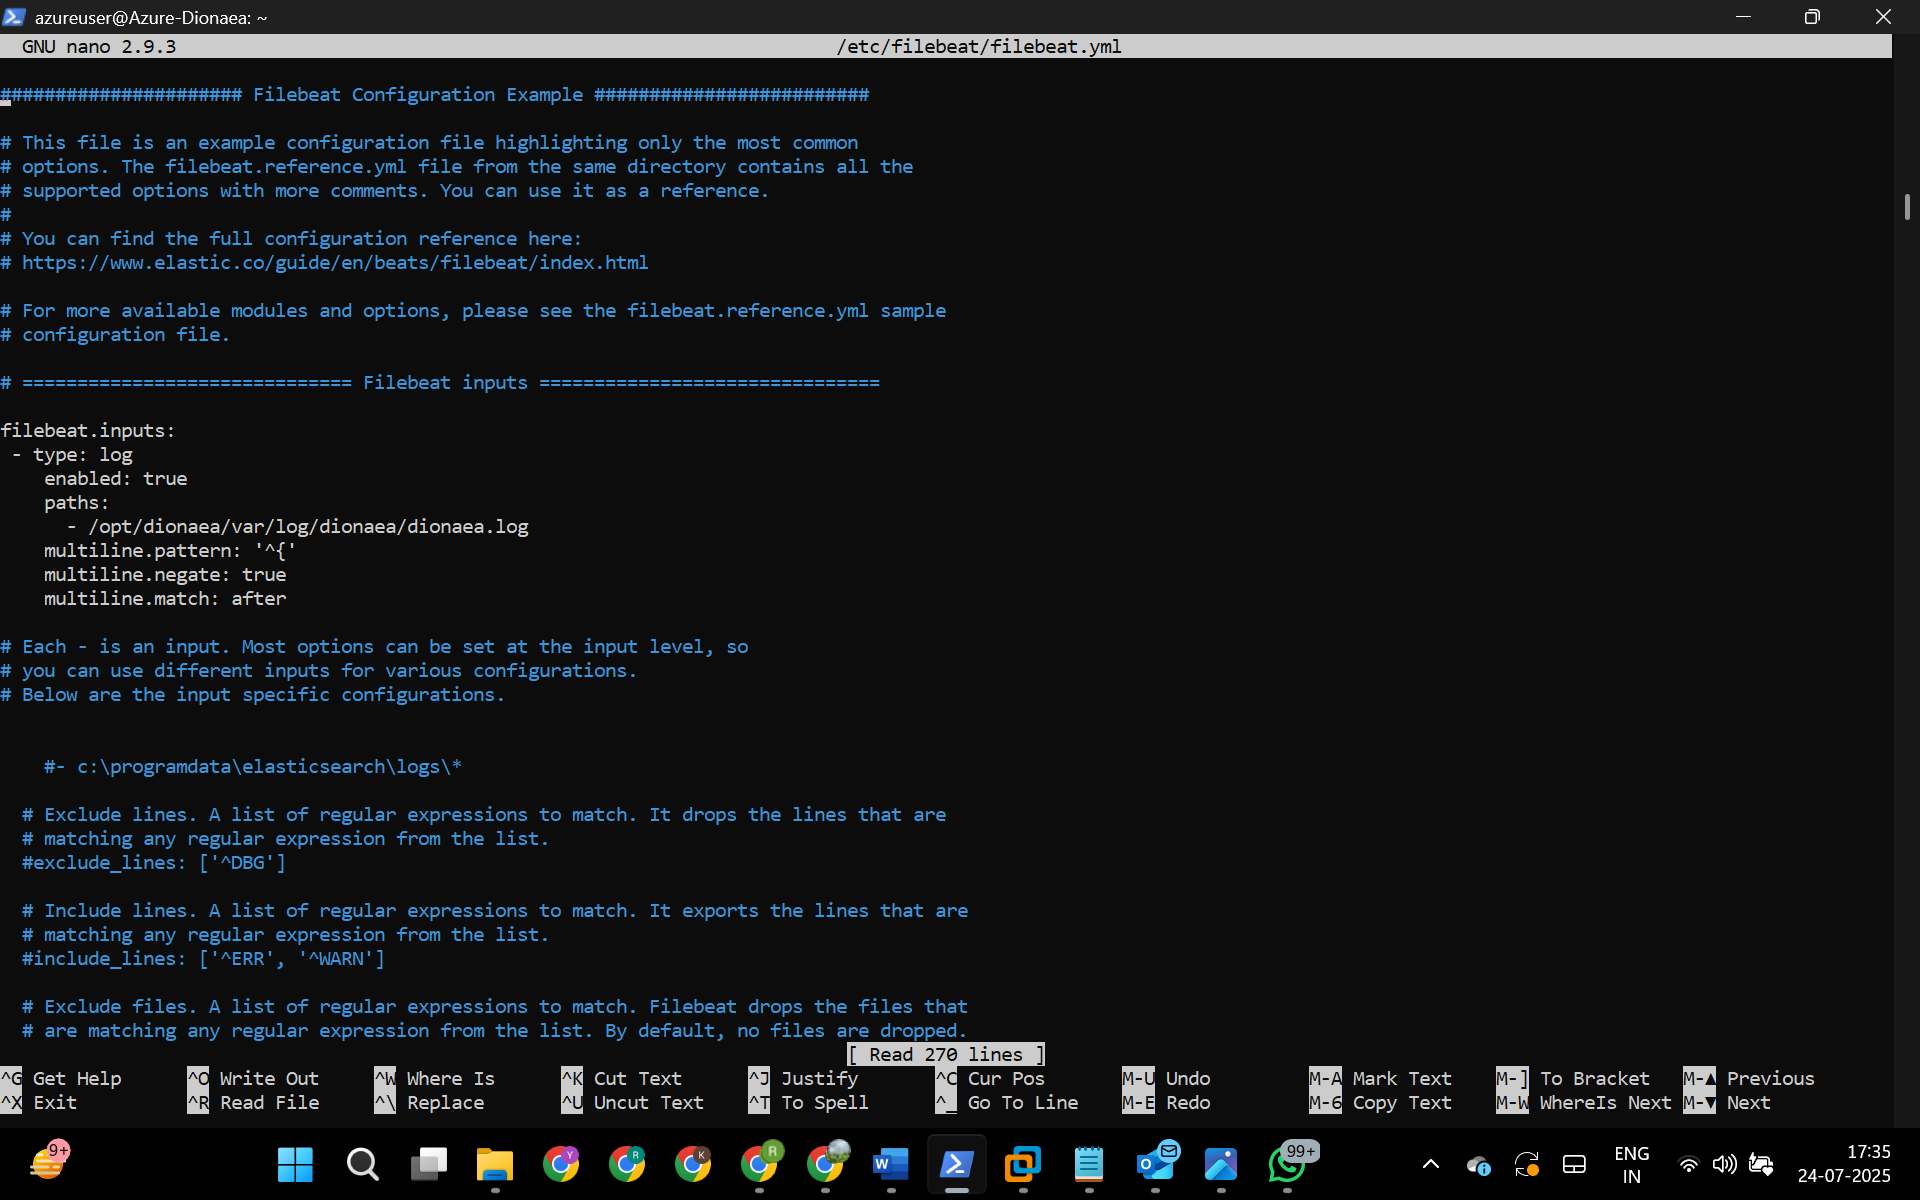 azureuser@Azure-Dionaea: ~
GNU nano 2.9.3 /etc/filebeat/filebeat.yml
###################### Filebeat Configuration Example #########################
# This file is an example configuration file highlighting only the most common
# options. The filebeat.reference.yml file from the same directory contains all the
# supported options with more comments. You can use it as a reference.
#
# You can find the full configuration reference here:
# https://www.elastic.co/guide/en/beats/filebeat/index.html
# For more available modules and options, please see the filebeat.reference.yml sample
# configuration file.
# ============================== Filebeat inputs ===============================
filebeat.inputs:
 - type: log
    enabled: true
    paths:
      - /opt/dionaea/var/log/dionaea/dionaea.log
    multiline.pattern: '^{'
    multiline.negate: true
    multiline.match: after
# Each - is an input. Most options can be set at the input level, so
# you can use different inputs for various configurations.
# Below are the input specific configurations.
    #- c:\programdata\elasticsearch\logs\*
  # Exclude lines. A list of regular expressions to match. It drops the lines that are
  # matching any regular expression from the list.
  #exclude_lines: ['^DBG']
  # Include lines. A list of regular expressions to match. It exports the lines that are
  # matching any regular expression from the list.
  #include_lines: ['^ERR', '^WARN']
  # Exclude files. A list of regular expressions to match. Filebeat drops the files that
  # are matching any regular expression from the list. By default, no files are dropped.
[ Read 270 lines ]
^G Get Help ^O Write Out ^W Where Is ^K Cut Text ^J Justify ^C Cur Pos M-U Undo M-A Mark Text M-] To Bracket M-▲ Previous
^X Exit ^R Read File ^\ Replace ^U Uncut Text ^T To Spell ^_ Go To Line M-E Redo M-6 Copy Text M-W WhereIs Next M-▼ Next
9+ Y R K R W O 99+ ENG 17:35
IN 24-07-2025